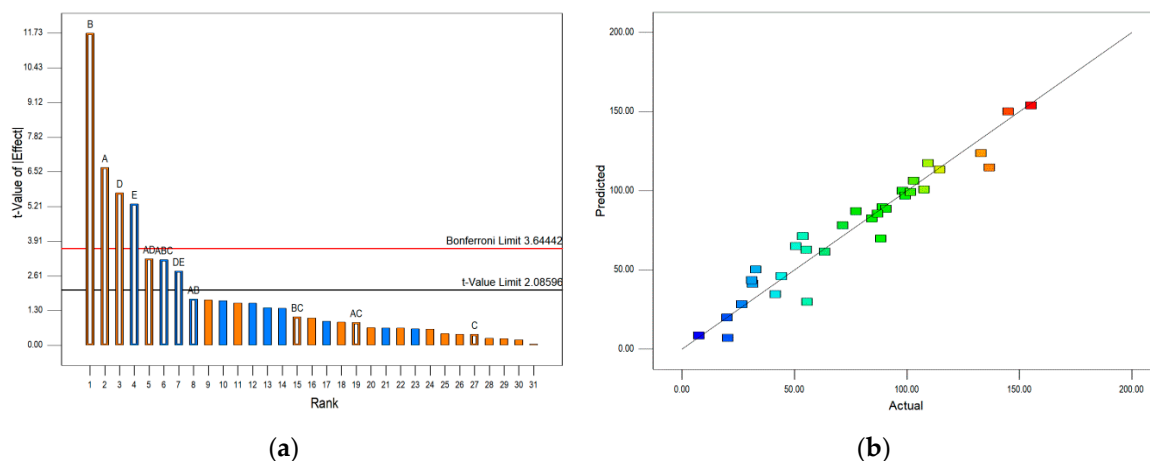 11.73
10.43
9.12
7.82
6.52
5.21
3.91
2.61
1.30
0.00
t-Value of |Effect|
B
A
D
E
AD
ABC
DE
AB
BC
AC
C
Bonferroni Limit 3.64442
t-Value Limit 2.08596
1 2 3 4 5 6 7 8 9 10 11 12 13 14 15 16 17 18 19 20 21 22 23 24 25 26 27 28 29 30 31
Rank
(a)
200.00
150.00
100.00
50.00
0.00
Predicted
0.00 50.00 100.00 150.00 200.00
Actual
(b)